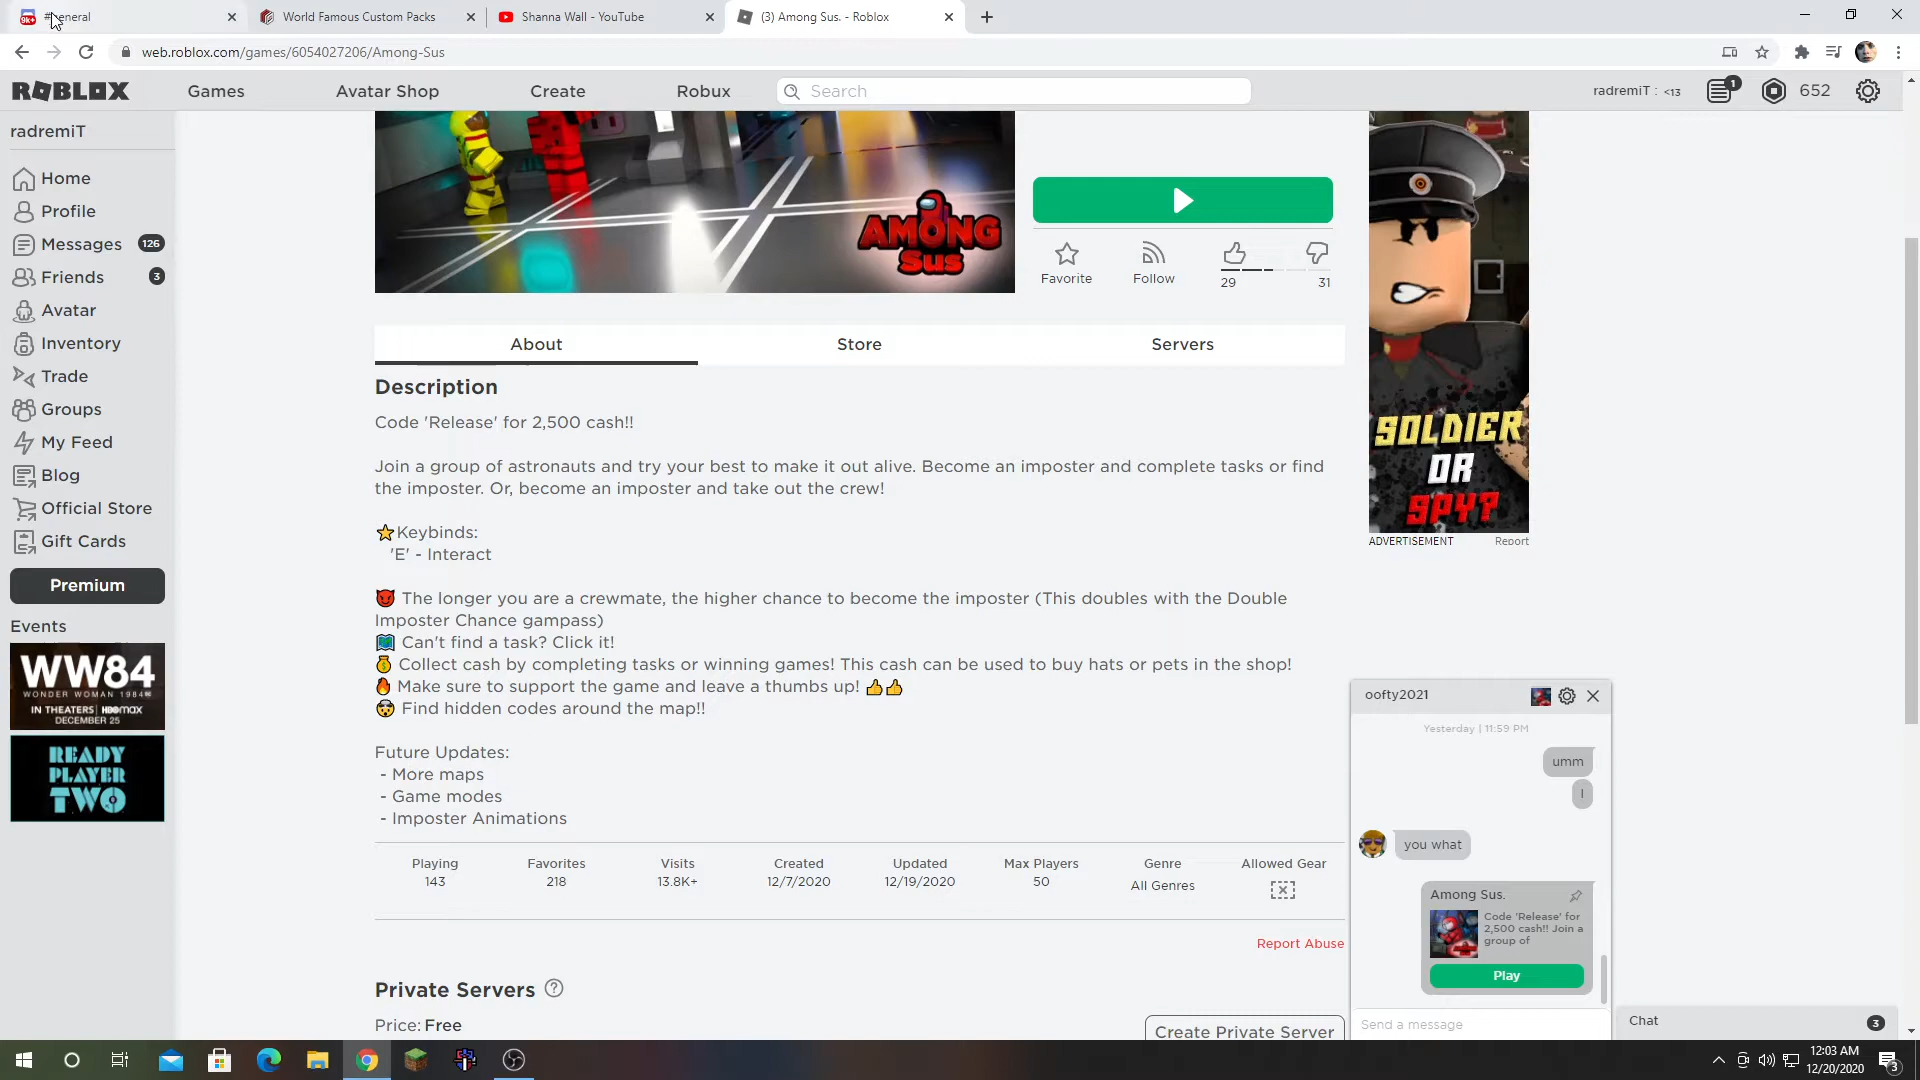 9k+ #general
World Famous Custom Packs
Shanna Wall - YouTube
(3) Among Sus. - Roblox
web.roblox.com/games/6054027206/Among-Sus
ROBLOX
Games
Avatar Shop
Create
Robux
Search
radremiT : <13
1
652
radremiT
Home
Profile
Messages 126
Friends 3
Avatar
Inventory
Trade
Groups
My Feed
Blog
Official Store
Gift Cards
Premium
Events
WW84
WONDER WOMAN 1984
IN THEATERS | HBOmax
DECEMBER 25
READY
PLAYER
TWO
AMONG
SUS
Favorite
Follow
29
31
About
Store
Servers
Description
Code 'Release' for 2,500 cash!!
Join a group of astronauts and try your best to make it out alive. Become an imposter and complete tasks or find
the imposter. Or, become an imposter and take out the crew!
⭐Keybinds:
'E' - Interact
😈 The longer you are a crewmate, the higher chance to become the imposter (This doubles with the Double
Imposter Chance gampass)
🗺️ Can't find a task? Click it!
💰 Collect cash by completing tasks or winning games! This cash can be used to buy hats or pets in the shop!
🔥 Make sure to support the game and leave a thumbs up! 👍👍
🤯 Find hidden codes around the map!!
Future Updates:
- More maps
- Game modes
- Imposter Animations
Playing
143
Favorites
218
Visits
13.8K+
Created
12/7/2020
Updated
12/19/2020
Max Players
50
Genre
All Genres
Allowed Gear
Report Abuse
Private Servers ?
Price: Free
Create Private Server
SOLDIER
OR
SPY?
ADVERTISEMENT
Report
oofty2021
Yesterday | 11:59 PM
umm
I
you what
Among Sus.
Code 'Release' for
2,500 cash!! Join a
group of
Play
Send a message
Chat 3
12:03 AM
12/20/2020
3